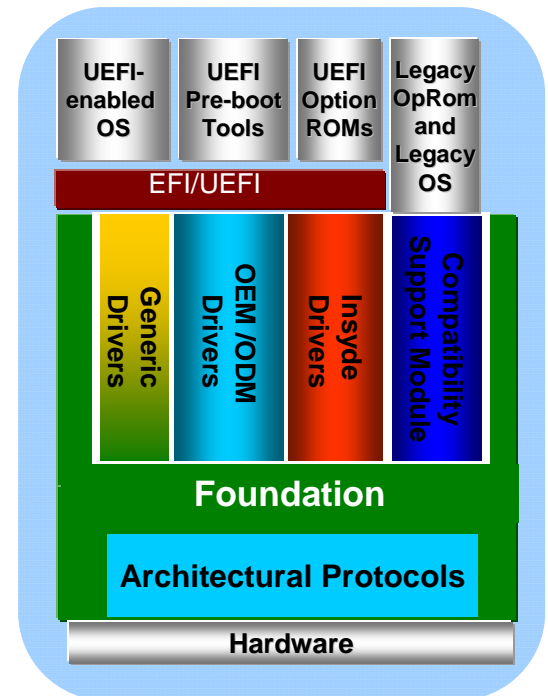 UEFI-
enabled
OS
UEFI
Pre-boot
Tools
UEFI
Option
ROMs
Legacy
OpRom
and
Legacy
OS
EFI/UEFI
Generic
Drivers
OEM /ODM
Drivers
Insyde
Drivers
Compatibility
Support Module
Foundation
Architectural Protocols
Hardware